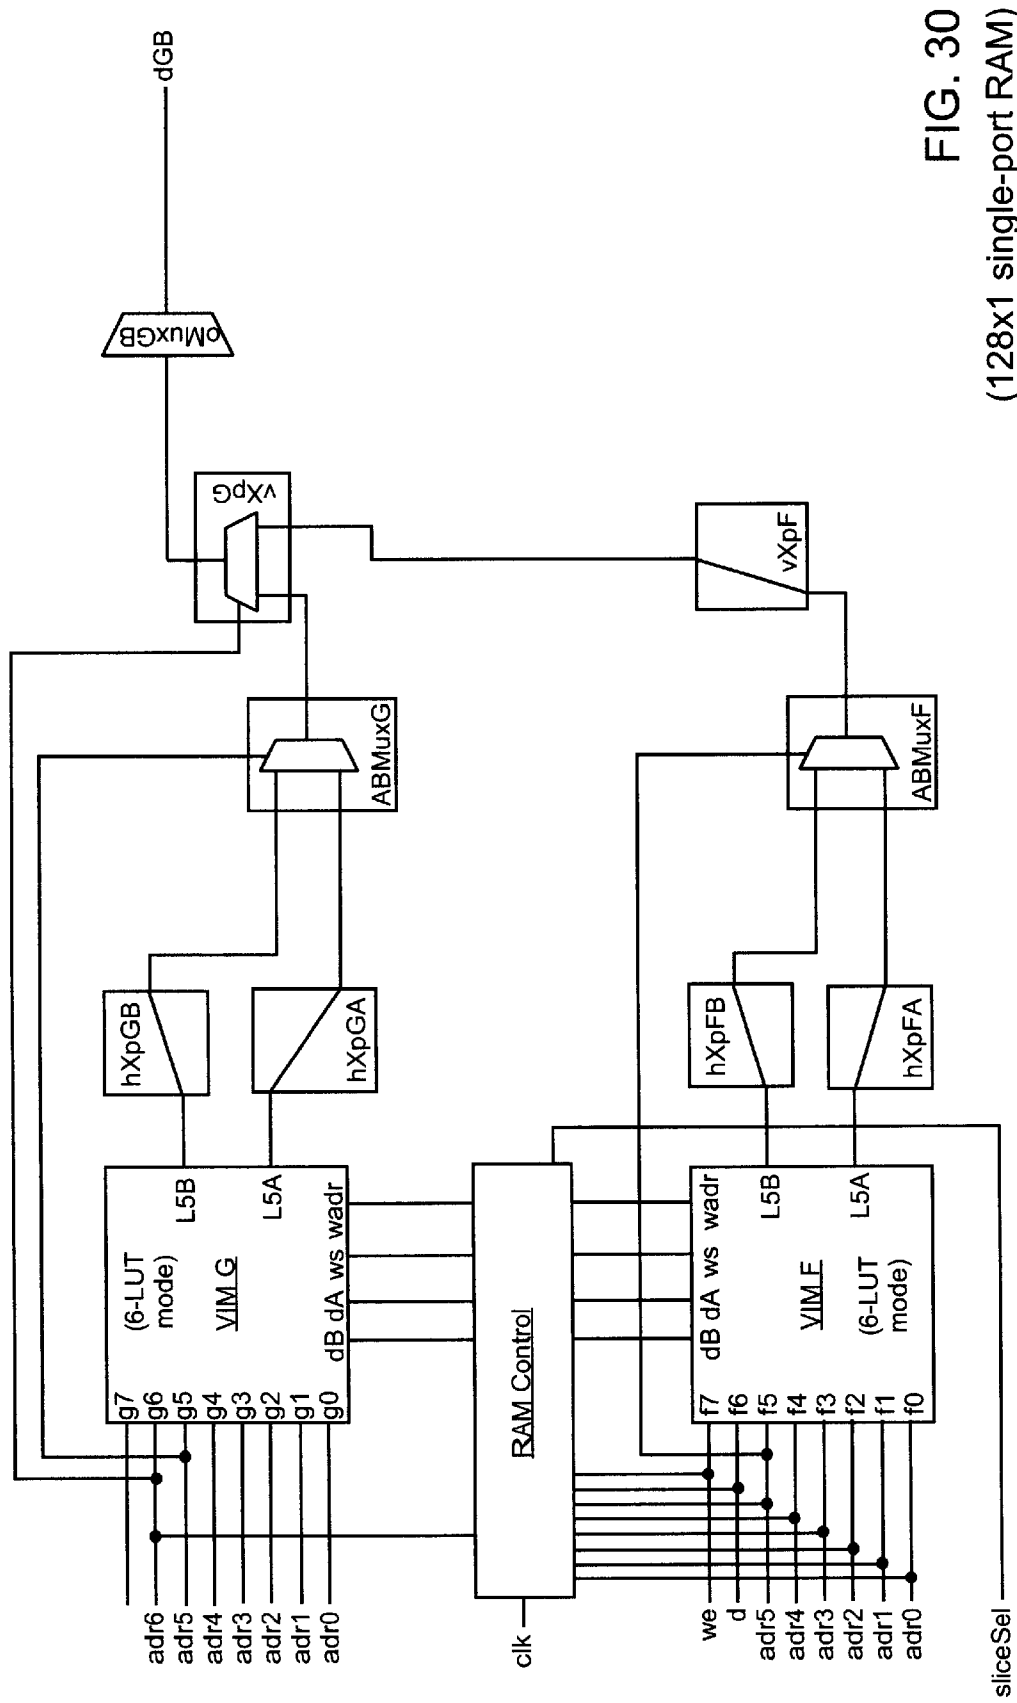 FIG. 30
(128x1 single-port RAM)
dGB
oMuxGB
vXpG
vXpF
ABMuxG
ABMuxF
hXpGB
hXpGA
hXpFB
hXpFA
L5B
L5A
(6-LUT
mode)
VIM G
dB dA ws wadr
g7
g6
g5
g4
g3
g2
g1
g0
adr6
adr5
adr4
adr3
adr2
adr1
adr0
RAM Control
clk
dB dA ws wadr
L5B
L5A
VIM F
(6-LUT
mode)
f7
f6
f5
f4
f3
f2
f1
f0
we
d
adr5
adr4
adr3
adr2
adr1
adr0
sliceSel